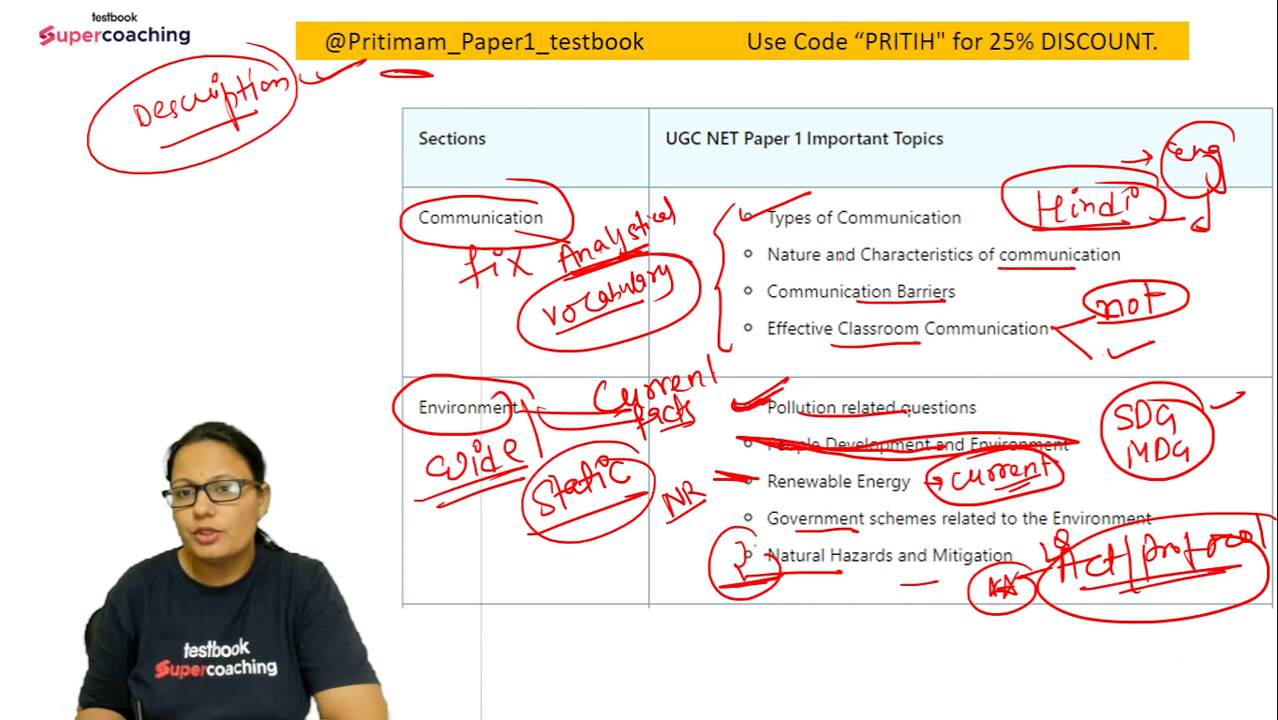 testbook
Supercoaching
@Pritimam_Paper1_testbook
Use Code “PRITIH" for 25% DISCOUNT.
Description
Sections
UGC NET Paper 1 Important Topics
eng
Hindi
Communication
fix
Analytical
Vocabulary
Types of Communication
Nature and Characteristics of communication
Communication Barriers
Effective Classroom Communication
not
Environment
wide
Current
facts
Static
NR
Pollution related questions
People Development and Environment
Renewable Energy
current
Government schemes related to the Environment
Natural Hazards and Mitigation
SDG
MDG
Act/Protocol
testbook
Supercoaching